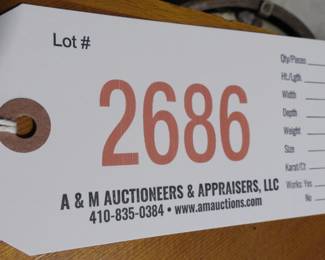 Lot #
2686
A & M AUCTIONEERS & APPRAISERS, LLC
410-835-0384 • www.amauctions.com
Qty/Pieces
Ht./Lgth
Width
Depth
Weight
Size
Karat/Ct
Works: Yes
No